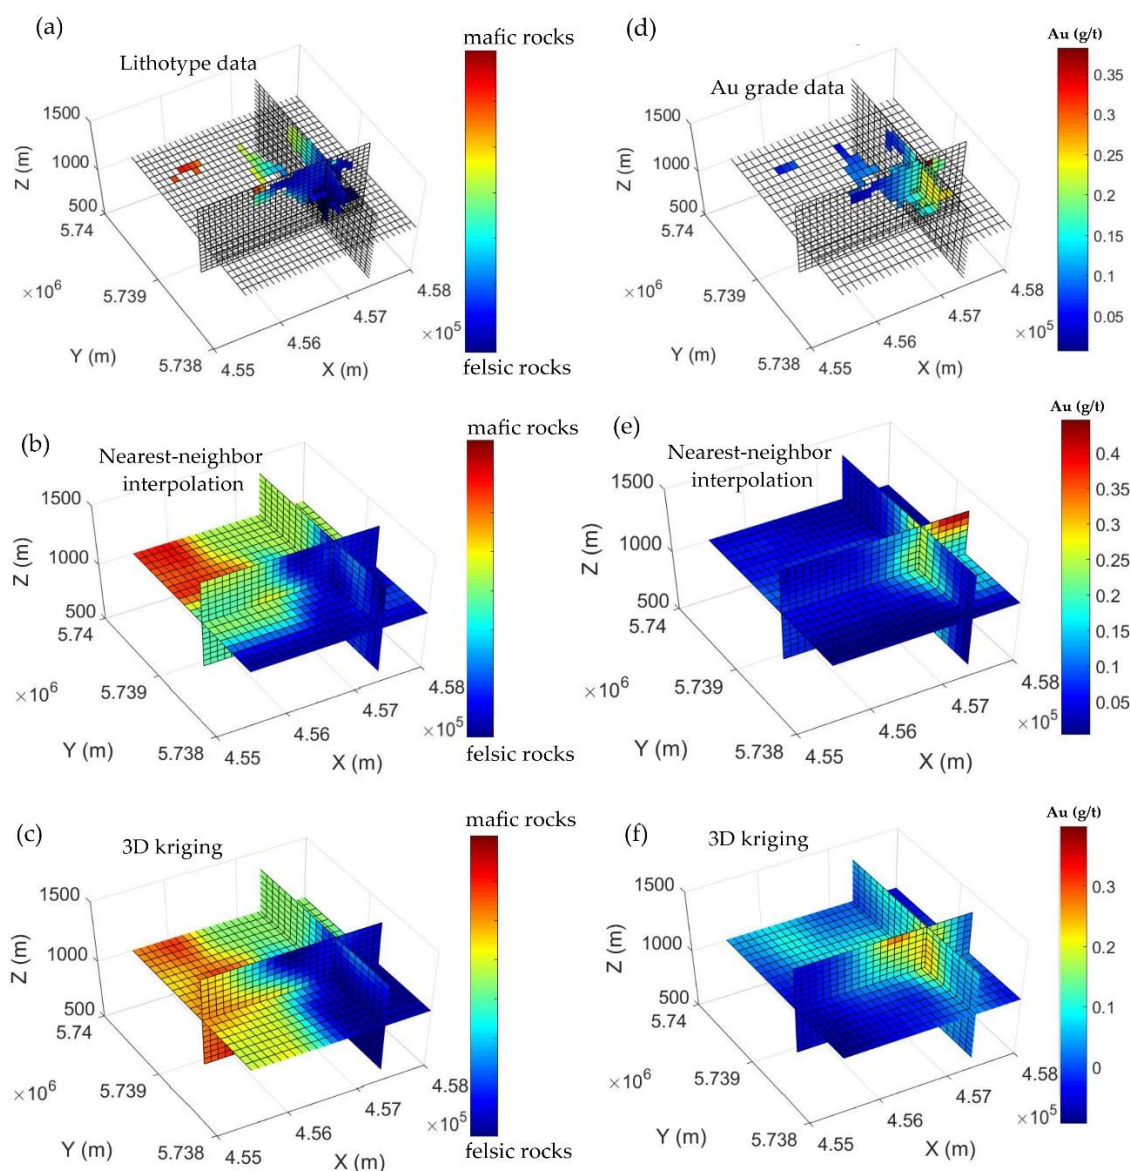 (a)
Lithotype data
mafic rocks
1500
1000
500
Z (m)
5.74
×10⁶
5.739
Y (m)
5.738
4.55
4.56
4.57
4.58
×10⁵
X (m)
felsic rocks
(d)
Au grade data
Au (g/t)
0.35
0.3
0.25
0.2
0.15
0.1
0.05
1500
1000
500
Z (m)
5.74
×10⁶
5.739
Y (m)
5.738
4.55
4.56
4.57
4.58
×10⁵
X (m)
(b)
Nearest-neighbor
interpolation
mafic rocks
1500
1000
500
Z (m)
5.74
×10⁶
5.739
Y (m)
5.738
4.55
4.56
4.57
4.58
×10⁵
X (m)
felsic rocks
(e)
Nearest-neighbor
interpolation
Au (g/t)
0.4
0.35
0.3
0.25
0.2
0.15
0.1
0.05
1500
1000
500
Z (m)
5.74
×10⁶
5.739
Y (m)
5.738
4.55
4.56
4.57
4.58
×10⁵
X (m)
(c)
3D kriging
mafic rocks
1500
1000
500
Z (m)
5.74
×10⁶
5.739
Y (m)
5.738
4.55
4.56
4.57
4.58
×10⁵
X (m)
felsic rocks
(f)
3D kriging
Au (g/t)
0.3
0.2
0.1
0
1500
1000
500
Z (m)
5.74
×10⁶
5.739
Y (m)
5.738
4.55
4.56
4.57
4.58
×10⁵
X (m)